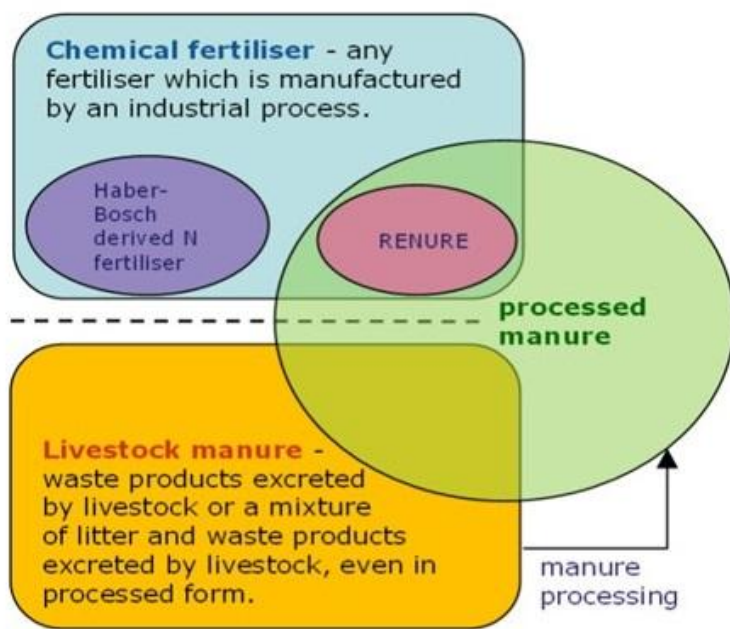 Chemical fertiliser - any
fertiliser which is manufactured
by an industrial process.
Haber-
Bosch
derived N
fertiliser
RENURE
processed
manure
Livestock manure -
waste products excreted
by livestock or a mixture
of litter and waste products
excreted by livestock, even in
processed form.
manure
processing